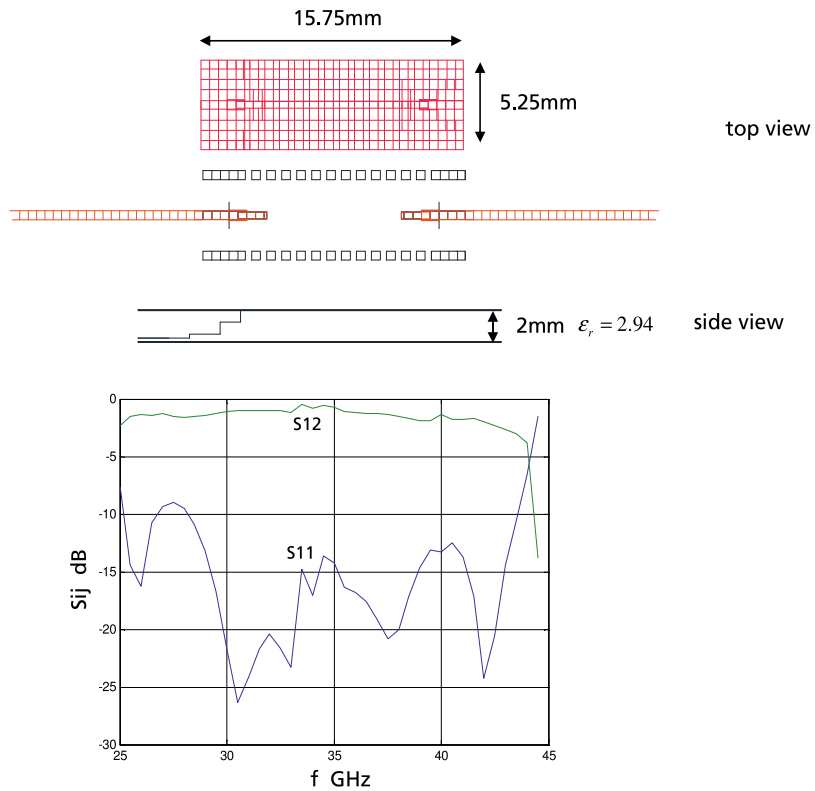 15.75mm
5.25mm
top view
2mm εr = 2.94 side view
0
-5
-10
-15
-20
-25
-30
S12
S11
Sij dB
25 30 35 40 45
f GHz